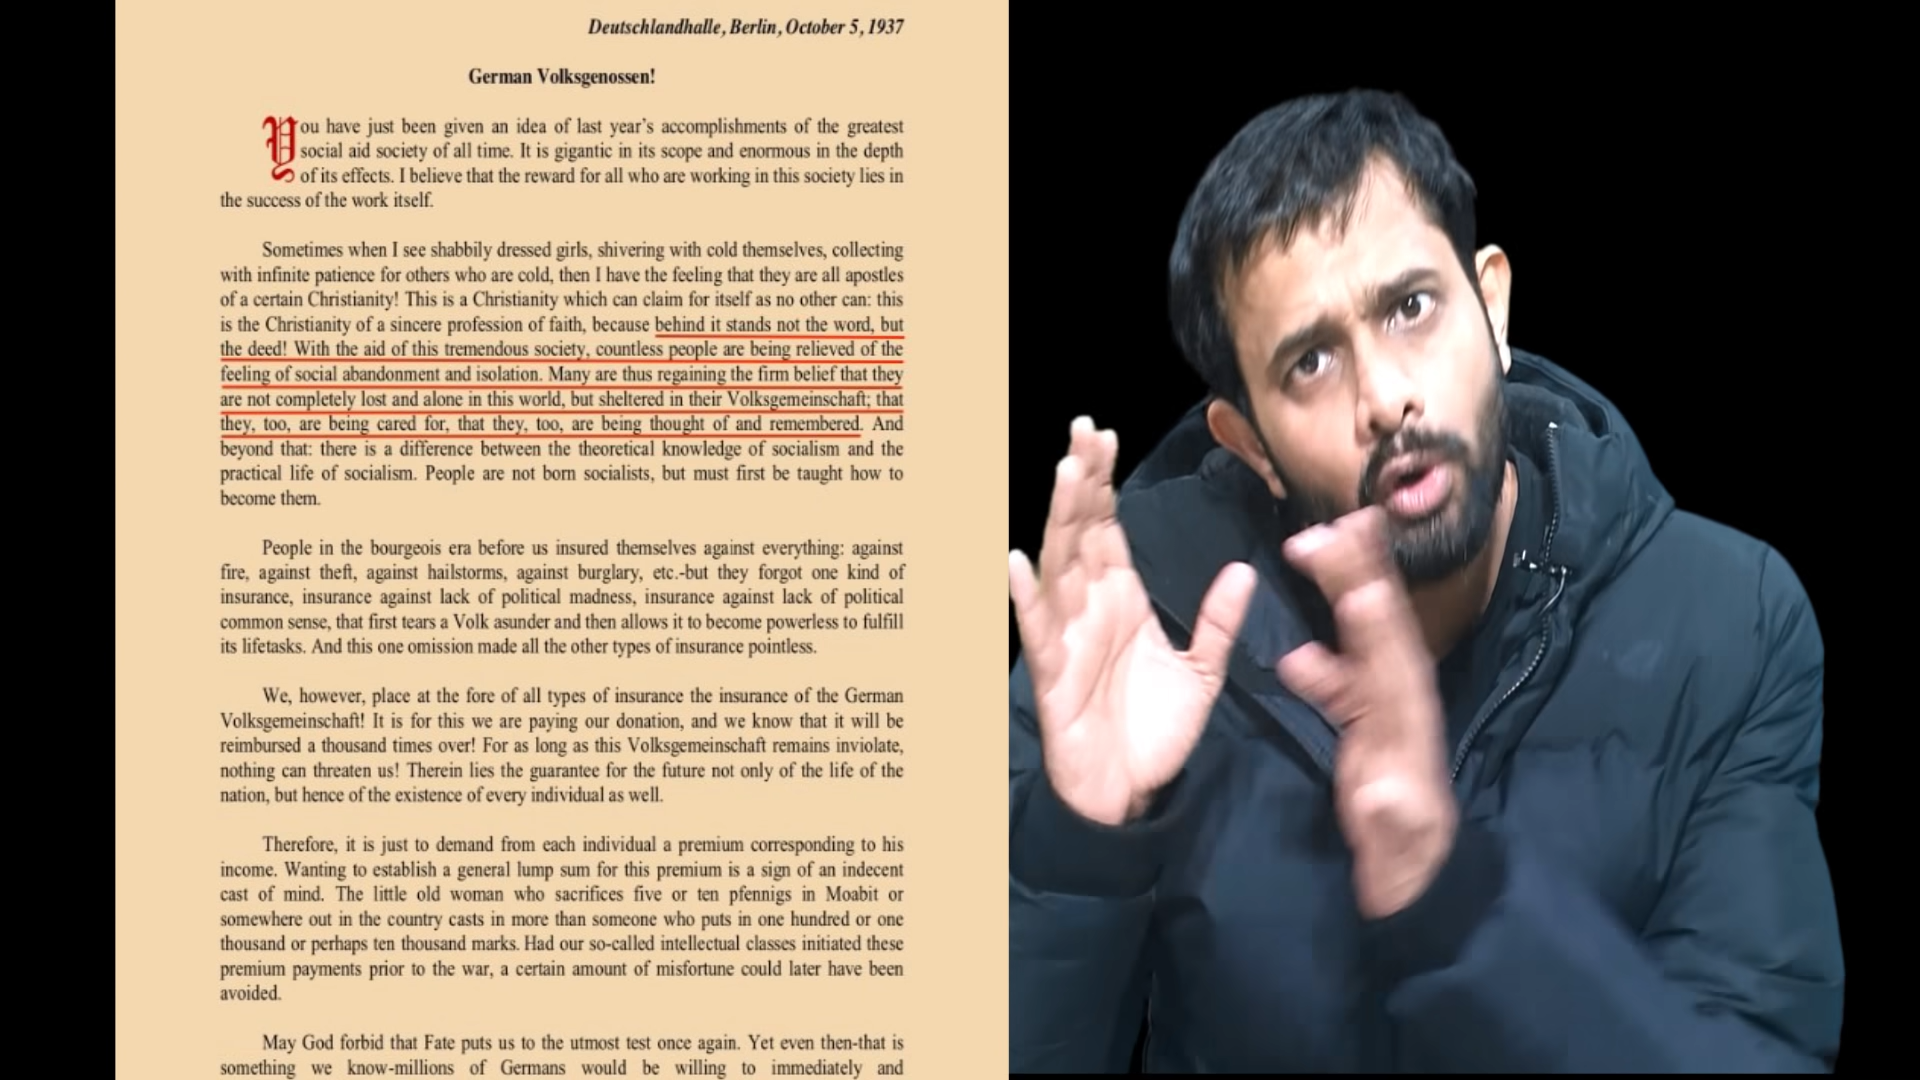 Deutschlandhalle, Berlin, October 5, 1937
German Volksgenossen!
You have just been given an idea of last year's accomplishments of the greatest
social aid society of all time. It is gigantic in its scope and enormous in the depth
of its effects. I believe that the reward for all who are working in this society lies in
the success of the work itself.
Sometimes when I see shabbily dressed girls, shivering with cold themselves, collecting
with infinite patience for others who are cold, then I have the feeling that they are all apostles
of a certain Christianity! This is a Christianity which can claim for itself as no other can: this
is the Christianity of a sincere profession of faith, because behind it stands not the word, but
the deed! With the aid of this tremendous society, countless people are being relieved of the
feeling of social abandonment and isolation. Many are thus regaining the firm belief that they
are not completely lost and alone in this world, but sheltered in their Volksgemeinschaft; that
they, too, are being cared for, that they, too, are being thought of and remembered. And
beyond that: there is a difference between the theoretical knowledge of socialism and the
practical life of socialism. People are not born socialists, but must first be taught how to
become them.
People in the bourgeois era before us insured themselves against everything: against
fire, against theft, against hailstorms, against burglary, etc.-but they forgot one kind of
insurance, insurance against lack of political madness, insurance against lack of political
common sense, that first tears a Volk asunder and then allows it to become powerless to fulfill
its lifetasks. And this one omission made all the other types of insurance pointless.
We, however, place at the fore of all types of insurance the insurance of the German
Volksgemeinschaft! It is for this we are paying our donation, and we know that it will be
reimbursed a thousand times over! For as long as this Volksgemeinschaft remains inviolate,
nothing can threaten us! Therein lies the guarantee for the future not only of the life of the
nation, but hence of the existence of every individual as well.
Therefore, it is just to demand from each individual a premium corresponding to his
income. Wanting to establish a general lump sum for this premium is a sign of an indecent
cast of mind. The little old woman who sacrifices five or ten pfennigs in Moabit or
somewhere out in the country casts in more than someone who puts in one hundred or one
thousand or perhaps ten thousand marks. Had our so-called intellectual classes initiated these
premium payments prior to the war, a certain amount of misfortune could later have been
avoided.
May God forbid that Fate puts us to the utmost test once again. Yet even then-that is
something we know-millions of Germans would be willing to immediately and